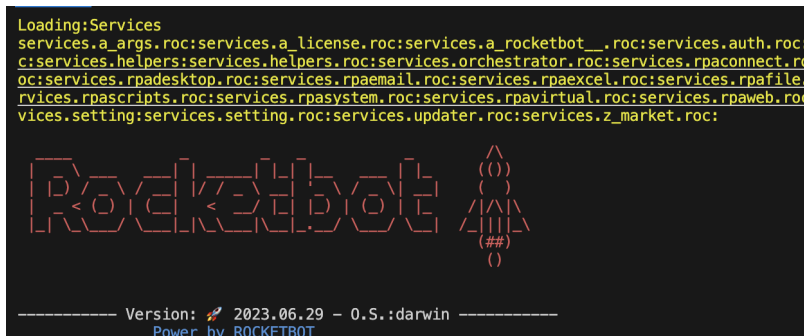 Loading:Services
services.a_args.roc:services.a_license.roc:services.a_rocketbot__.roc:services.auth.roc:
c:services.helpers:services.helpers.roc:services.orchestrator.roc:services.rpaconnect.ro
oc:services.rpadesktop.roc:services.rpaemail.roc:services.rpaexcel.roc:services.rpafile.
rvices.rpascripts.roc:services.rpasystem.roc:services.rpavirtual.roc:services.rpaweb.roc
vices.setting:services.setting.roc:services.updater.roc:services.z_market.roc:
Rocketbot
----------- Version: 🚀 2023.06.29 - O.S.:darwin -----------
Power by ROCKETBOT